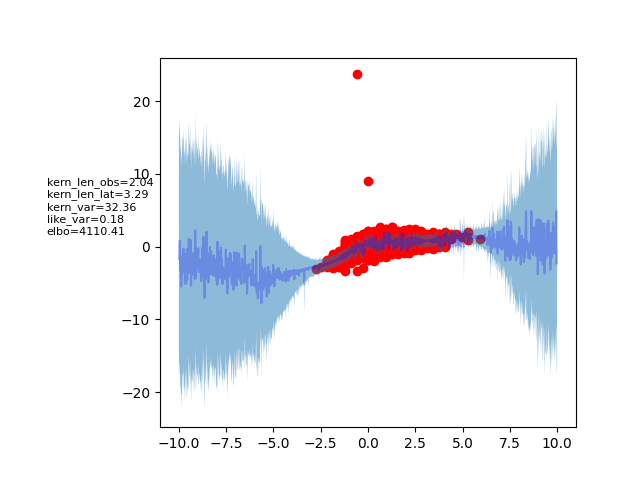 20
10
0
−10
−20
kern_len_obs=2.04
kern_len_lat=3.29
kern_var=32.36
like_var=0.18
elbo=4110.41
−10.0 −7.5 −5.0 −2.5 0.0 2.5 5.0 7.5 10.0